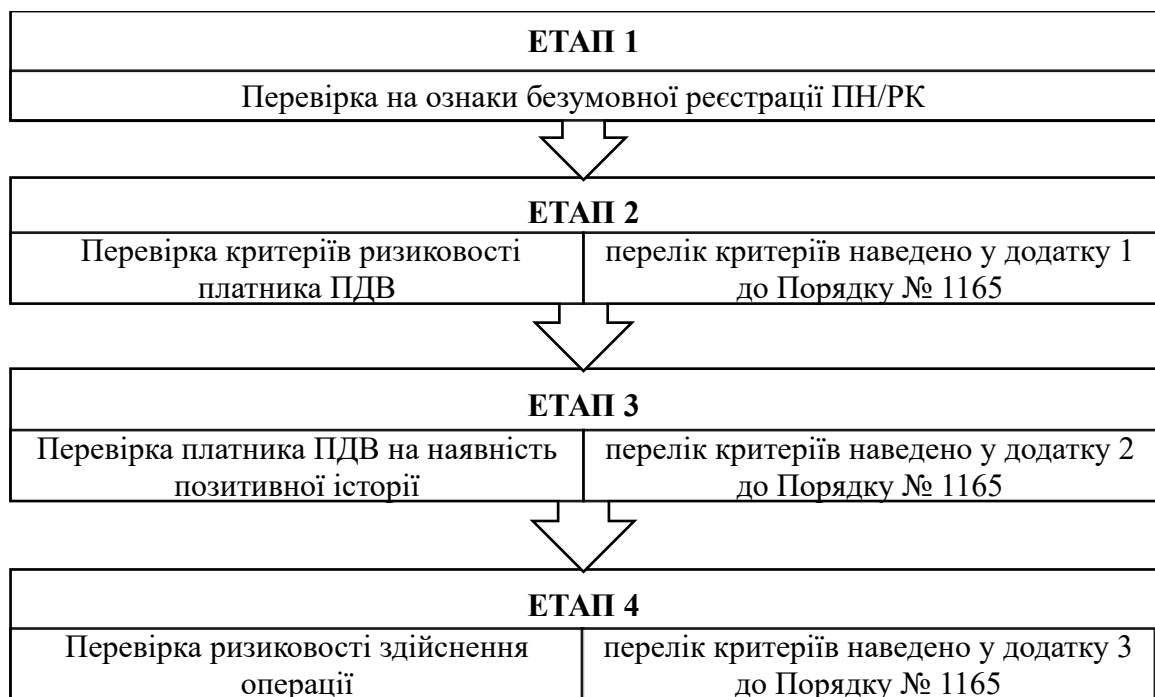 ЕТАП 1
Перевірка на ознаки безумовної реєстрації ПН/РК
ЕТАП 2
Перевірка критеріїв ризиковості
платника ПДВ
перелік критеріїв наведено у додатку 1
до Порядку № 1165
ЕТАП 3
Перевірка платника ПДВ на наявність
позитивної історії
перелік критеріїв наведено у додатку 2
до Порядку № 1165
ЕТАП 4
Перевірка ризиковості здійснення
операції
перелік критеріїв наведено у додатку 3
до Порядку № 1165